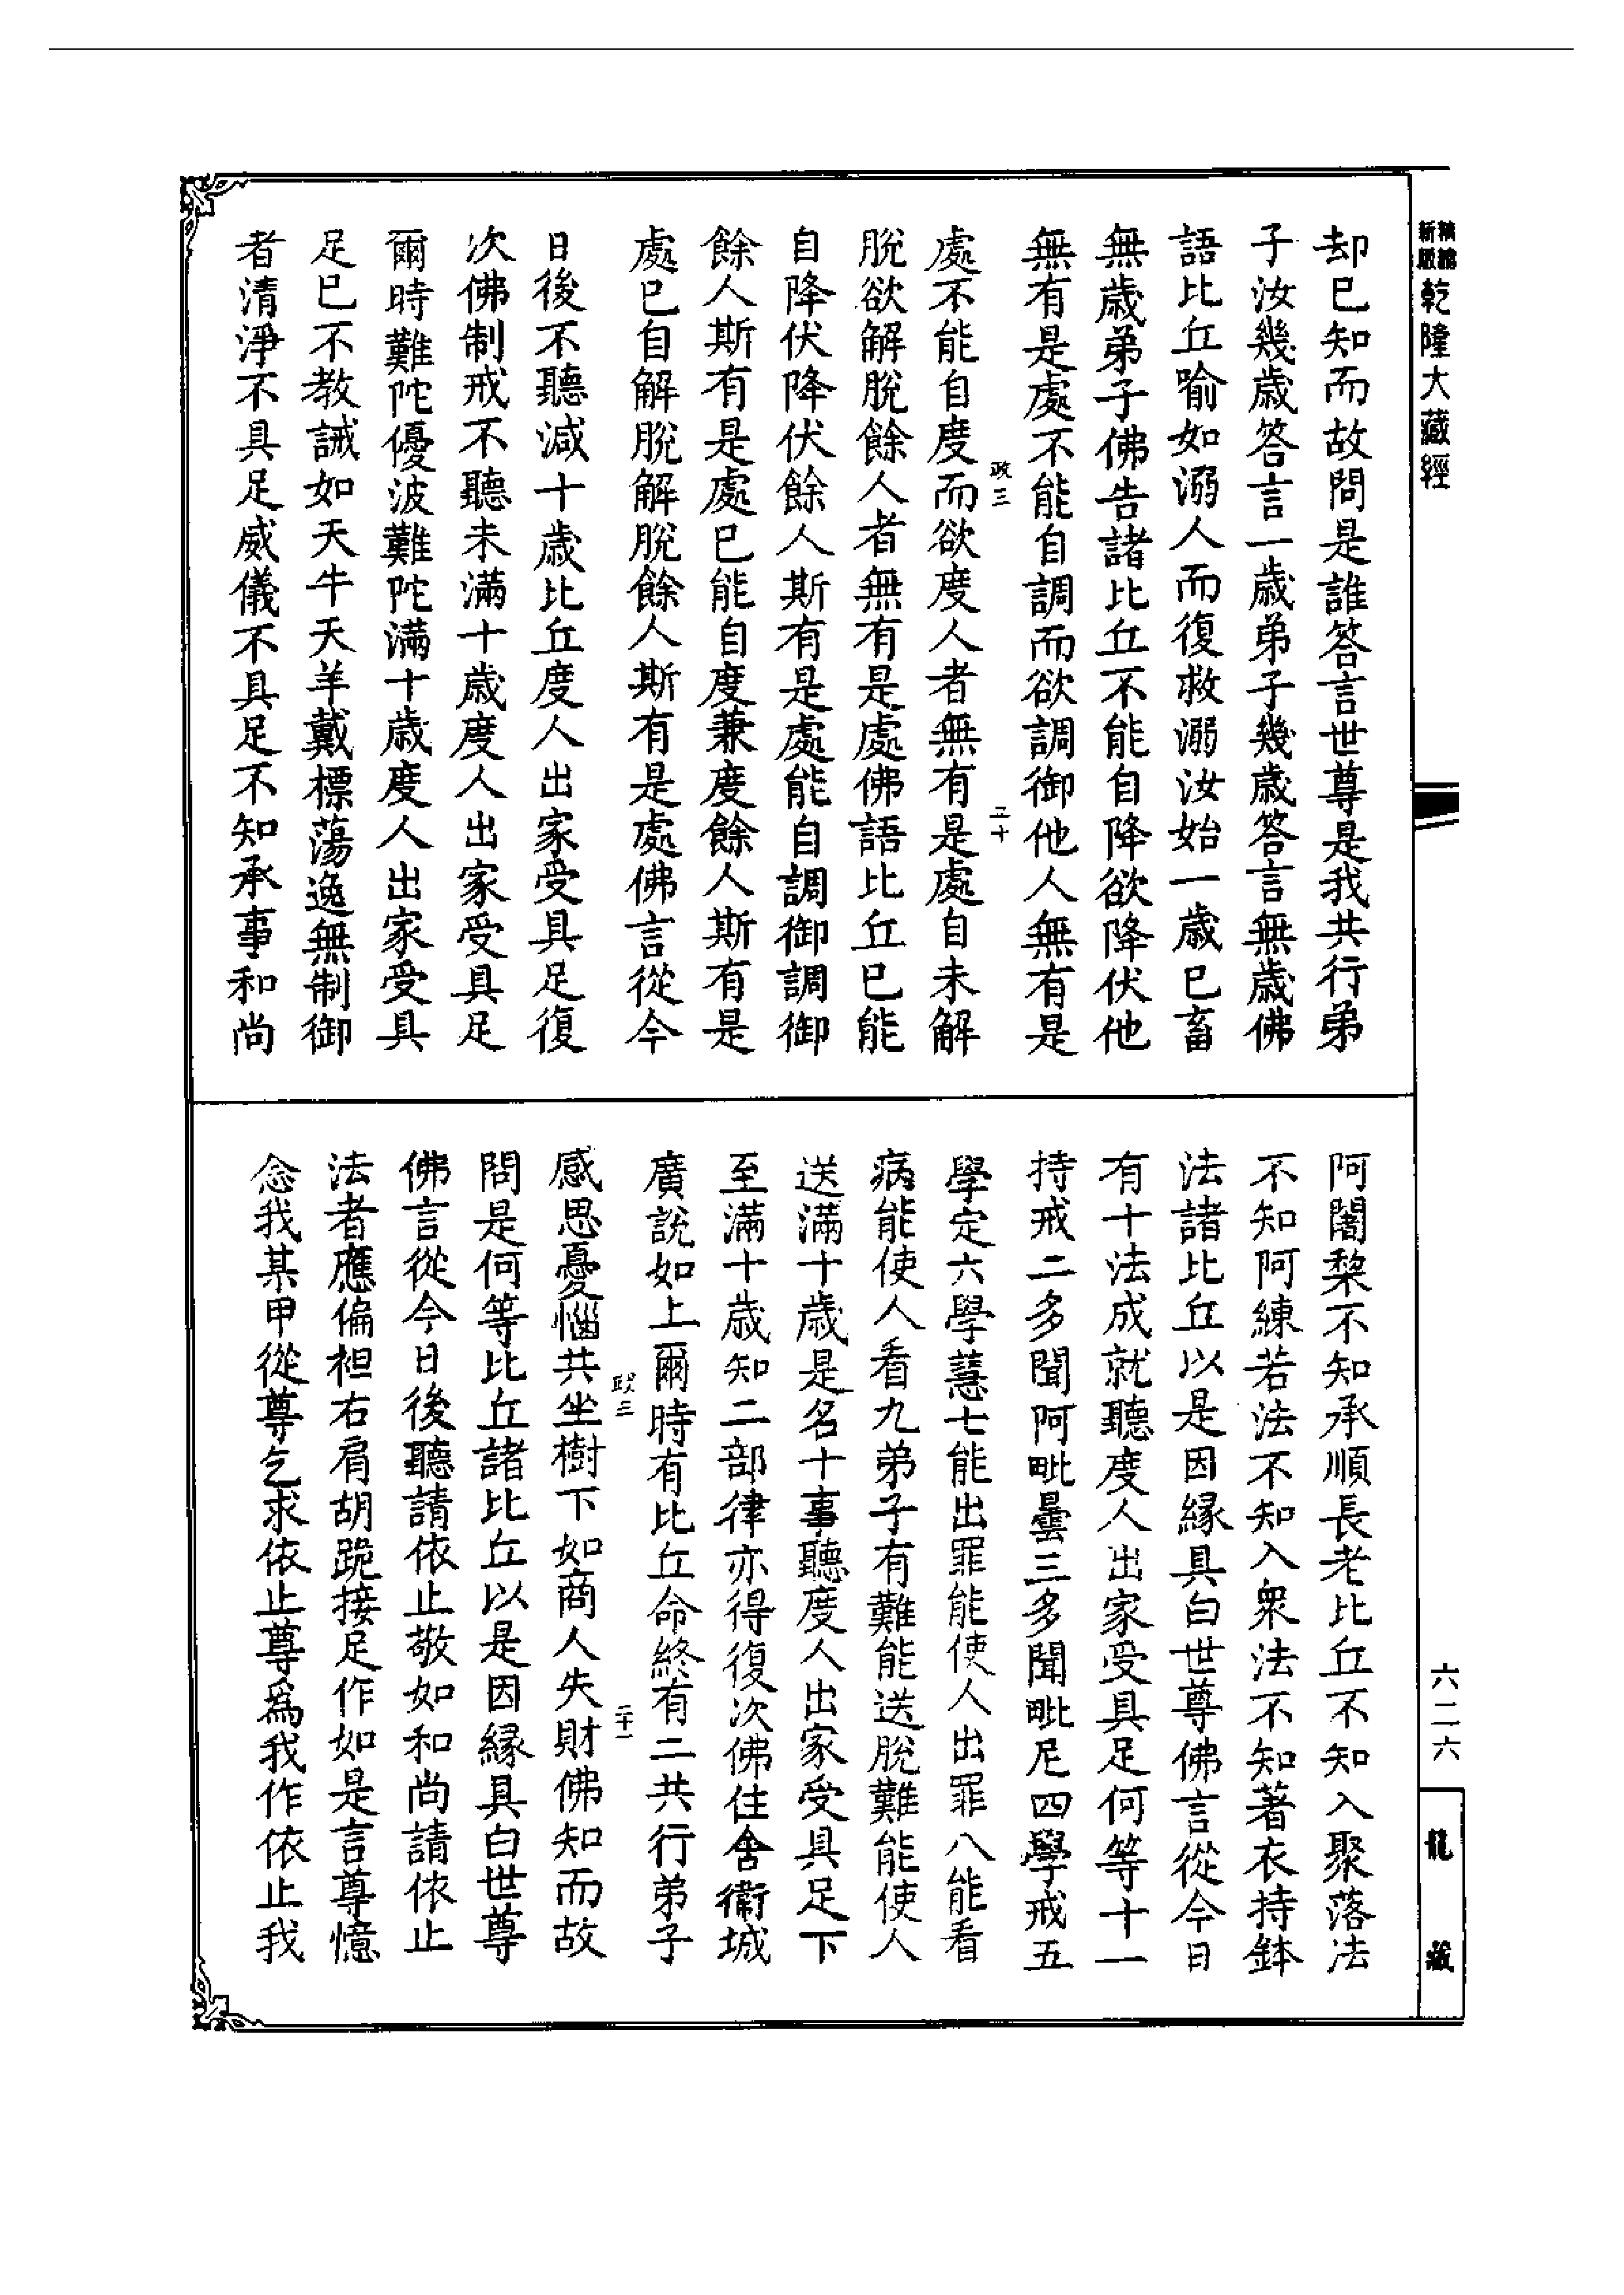 新編縮版乾隆大藏經
却已知而故問是誰答言世尊是我共行弟
子汝幾歲答言一歲弟子幾歲答言無歲佛
語比丘喻如溺人而復救溺汝始一歲已畜
無歲弟子佛告諸比丘不能自降欲降伏他
無有是處不能自調而欲調御他人無有是
政三 二十
處不能自度而欲度人者無有是處自未解
脫欲解脫餘人者無有是處佛語比丘已能
自降伏降伏餘人斯有是處能自調御調御
餘人斯有是處已能自度兼度餘人斯有是
處已自解脫解脫餘人斯有是處佛言從今
日後不聽減十歲比丘度人出家受具足復
次佛制戒不聽未滿十歲度人出家受具足
爾時難陀優波難陀滿十歲度人出家受具
足已不教誡如天牛天羊戴標蕩逸無制御
者清淨不具足威儀不具足不知承事和尚
阿闍棃不知承順長老比丘不知入聚落法
不知阿練若法不知入衆法不知著衣持鉢
法諸比丘以是因緣具白世尊佛言從今日
有十法成就聽度人出家受具足何等十一
持戒二多聞阿毗曇三多聞毗尼四學戒五
學定六學慧七能出罪能使人出罪八能看
病能使人看九弟子有難能送脫難能使人
送滿十歲是名十事聽度人出家受具足下
至滿十歲知二部律亦得復次佛住舍衛城
廣說如上爾時有比丘命終有二共行弟子
政三 二十一
感思憂惱共坐樹下如商人失財佛知而故
問是何等比丘諸比丘以是因緣具白世尊
佛言從今日後聽請依止敬如和尚請依止
法者應偏袒右肩胡跪接足作如是言尊憶
念我某甲從尊乞求依止尊爲我作依止我
六二六
龍藏